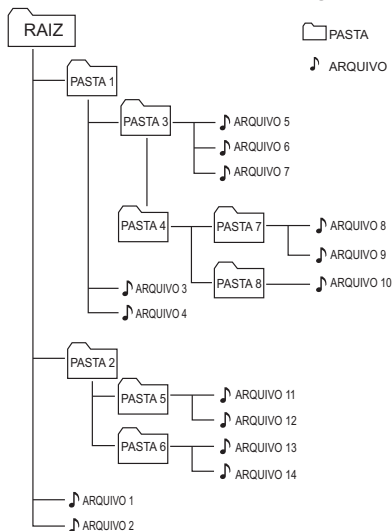 RAIZ
PASTA
ARQUIVO
PASTA 1
PASTA 3
ARQUIVO 5
ARQUIVO 6
ARQUIVO 7
PASTA 4
PASTA 7
ARQUIVO 8
ARQUIVO 9
PASTA 8
ARQUIVO 10
ARQUIVO 3
ARQUIVO 4
PASTA 2
PASTA 5
ARQUIVO 11
ARQUIVO 12
PASTA 6
ARQUIVO 13
ARQUIVO 14
ARQUIVO 1
ARQUIVO 2